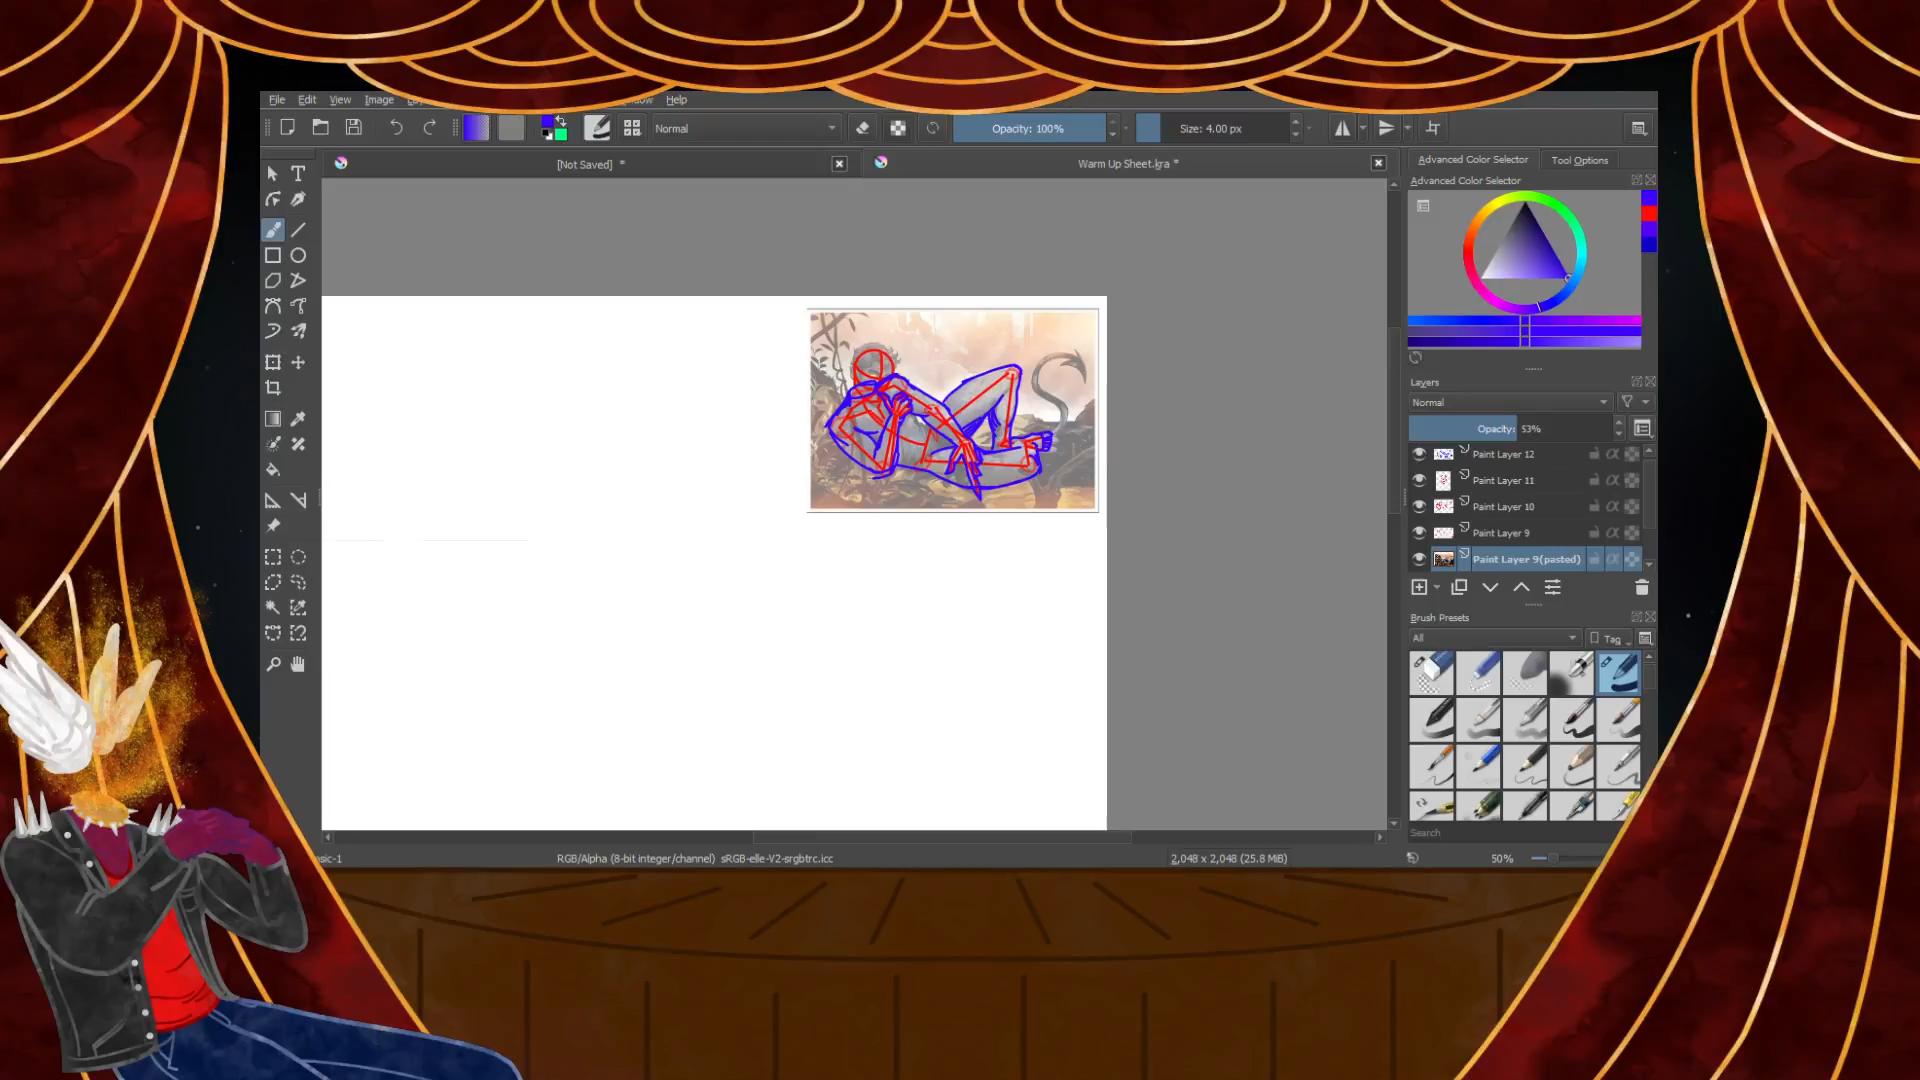 File Edit View Image Help
Normal
Opacity: 100%
Size: 4.00 px
[Not Saved] *
Warm Up Sheet.kra *
Advanced Color Selector
Tool Options
Advanced Color Selector
Layers
Normal
Opacity: 53%
Paint Layer 12
Paint Layer 11
Paint Layer 10
Paint Layer 9
Paint Layer 9(pasted)
Brush Presets
All
Tag
Search
RGB/Alpha (8-bit integer/channel) sRGB-elle-V2-srgbtrc.icc
2,048 x 2,048 (25.8 MiB)
50%